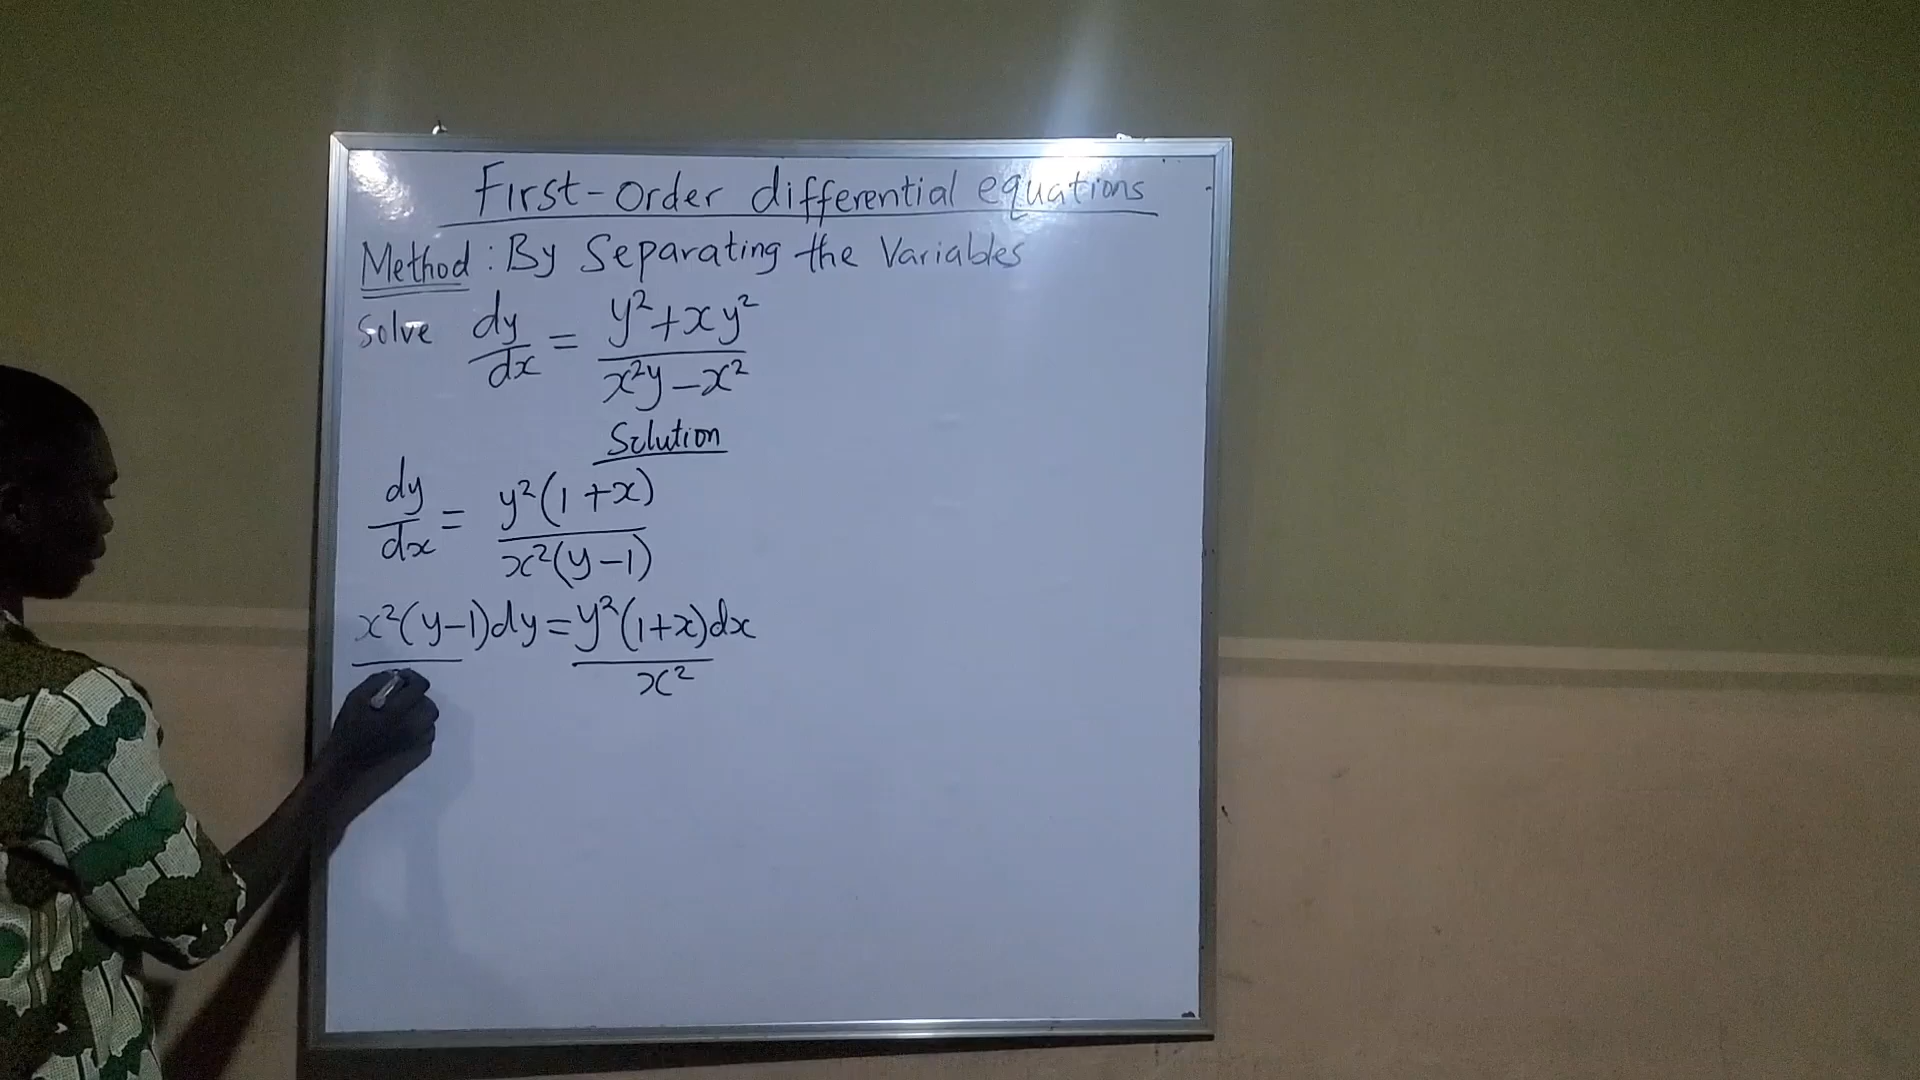 First-Order differential equations
Method: By Separating the Variables
Solve dy/dx = (y²+xy²)/(x²y-x²)
Solution
dy/dx = y²(1+x)/x²(y-1)
x²(y-1)dy=y²(1+x)dx
x²